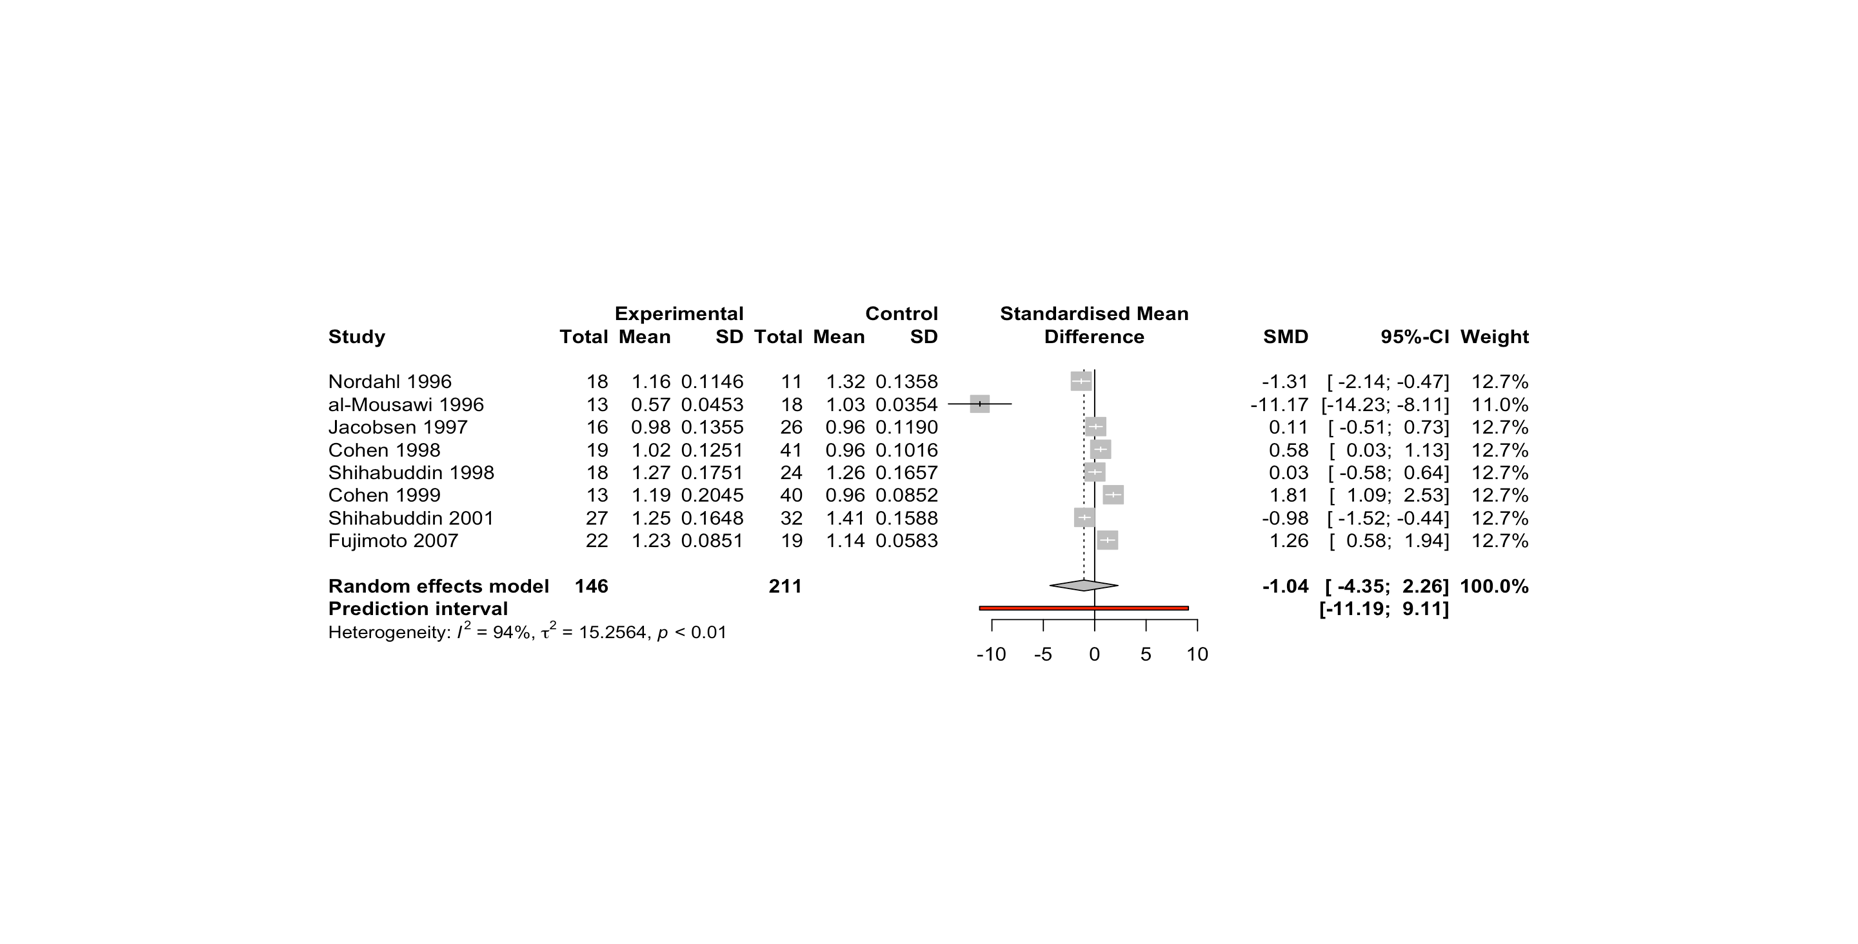 Experimental Control Standardised Mean
Study Total Mean SD Total Mean SD Difference SMD 95%-CI Weight
Nordahl 1996 18 1.16 0.1146 11 1.32 0.1358 -1.31 [ -2.14; -0.47] 12.7%
al-Mousawi 1996 13 0.57 0.0453 18 1.03 0.0354 -11.17 [-14.23; -8.11] 11.0%
Jacobsen 1997 16 0.98 0.1355 26 0.96 0.1190 0.11 [ -0.51; 0.73] 12.7%
Cohen 1998 19 1.02 0.1251 41 0.96 0.1016 0.58 [ 0.03; 1.13] 12.7%
Shihabuddin 1998 18 1.27 0.1751 24 1.26 0.1657 0.03 [ -0.58; 0.64] 12.7%
Cohen 1999 13 1.19 0.2045 40 0.96 0.0852 1.81 [ 1.09; 2.53] 12.7%
Shihabuddin 2001 27 1.25 0.1648 32 1.41 0.1588 -0.98 [ -1.52; -0.44] 12.7%
Fujimoto 2007 22 1.23 0.0851 19 1.14 0.0583 1.26 [ 0.58; 1.94] 12.7%
Random effects model 146 211 -1.04 [ -4.35; 2.26] 100.0%
Prediction interval [-11.19; 9.11]
Heterogeneity: I² = 94%, τ² = 15.2564, p < 0.01
-10 -5 0 5 10